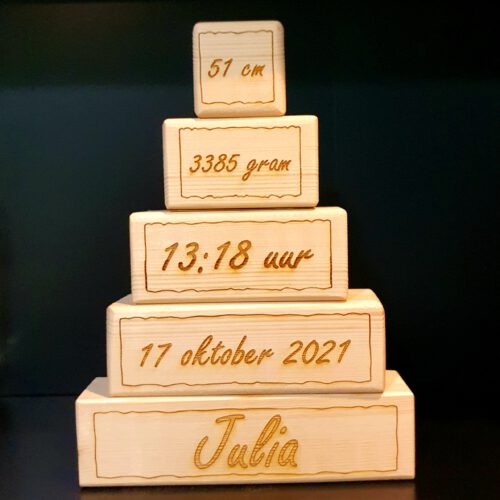 51 cm
3385 gram
13:18 uur
17 oktober 2021
Julia